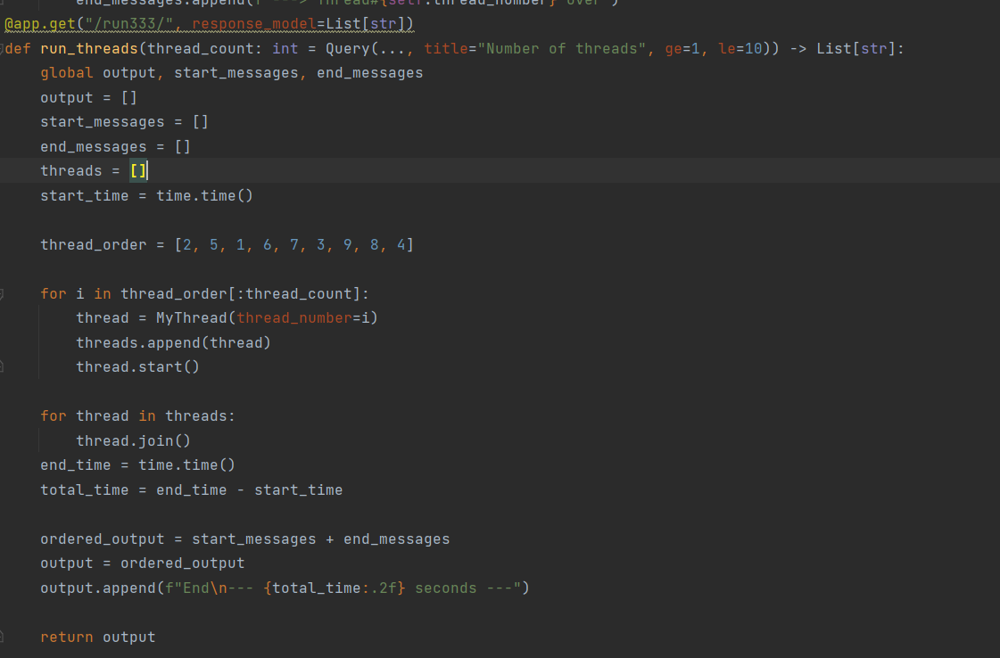 end_messages.append(f"---> Thread#{self.thread_number} over")
@app.get("/run333/", response_model=List[str])
def run_threads(thread_count: int = Query(..., title="Number of threads", ge=1, le=10)) -> List[str]:
    global output, start_messages, end_messages
    output = []
    start_messages = []
    end_messages = []
    threads = []
    start_time = time.time()

    thread_order = [2, 5, 1, 6, 7, 3, 9, 8, 4]

    for i in thread_order[:thread_count]:
        thread = MyThread(thread_number=i)
        threads.append(thread)
        thread.start()

    for thread in threads:
        thread.join()
    end_time = time.time()
    total_time = end_time - start_time

    ordered_output = start_messages + end_messages
    output = ordered_output
    output.append(f"End\n--- {total_time:.2f} seconds ---")

    return output